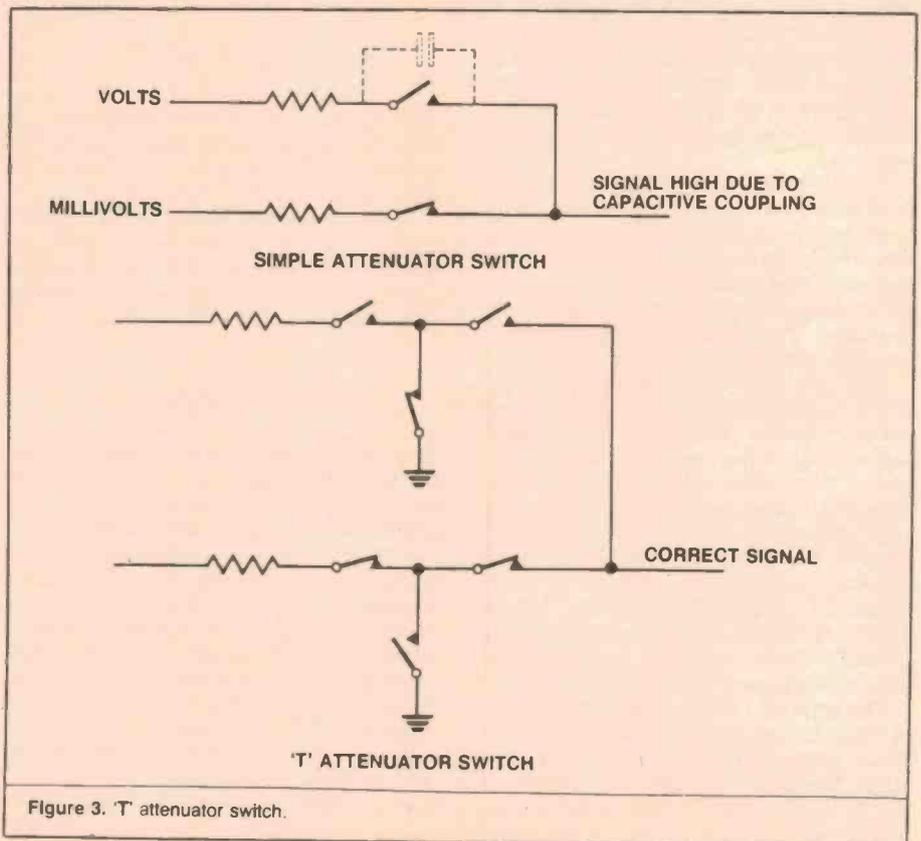 VOLTS
MILLIVOLTS
SIGNAL HIGH DUE TO
CAPACITIVE COUPLING
SIMPLE ATTENUATOR SWITCH
CORRECT SIGNAL
'T' ATTENUATOR SWITCH
Figure 3. 'T' attenuator switch.